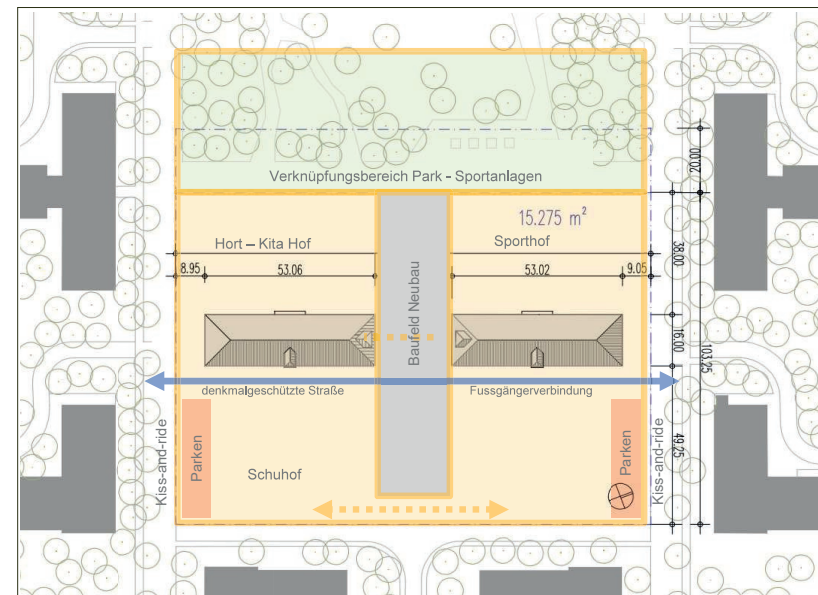 Verknüpfungsbereich Park - Sportanlagen
20.00
15.275 m²
Hort – Kita Hof
Sporthof
38.00
8.95
53.06
53.02
9.05
Baufeld Neubau
16.00
103.25
denkmalgeschützte Straße
Fussgängerverbindung
49.25
Kiss-and-ride
Parken
Schuhof
Parken
Kiss-and-ride